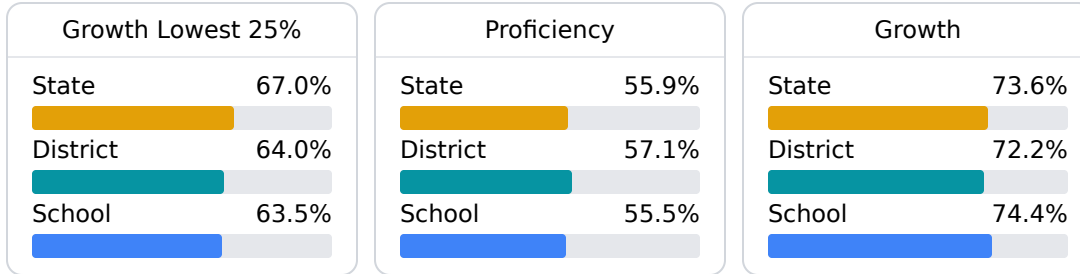 Growth Lowest 25%
State 67.0%
District 64.0%
School 63.5%
Proficiency
State 55.9%
District 57.1%
School 55.5%
Growth
State 73.6%
District 72.2%
School 74.4%